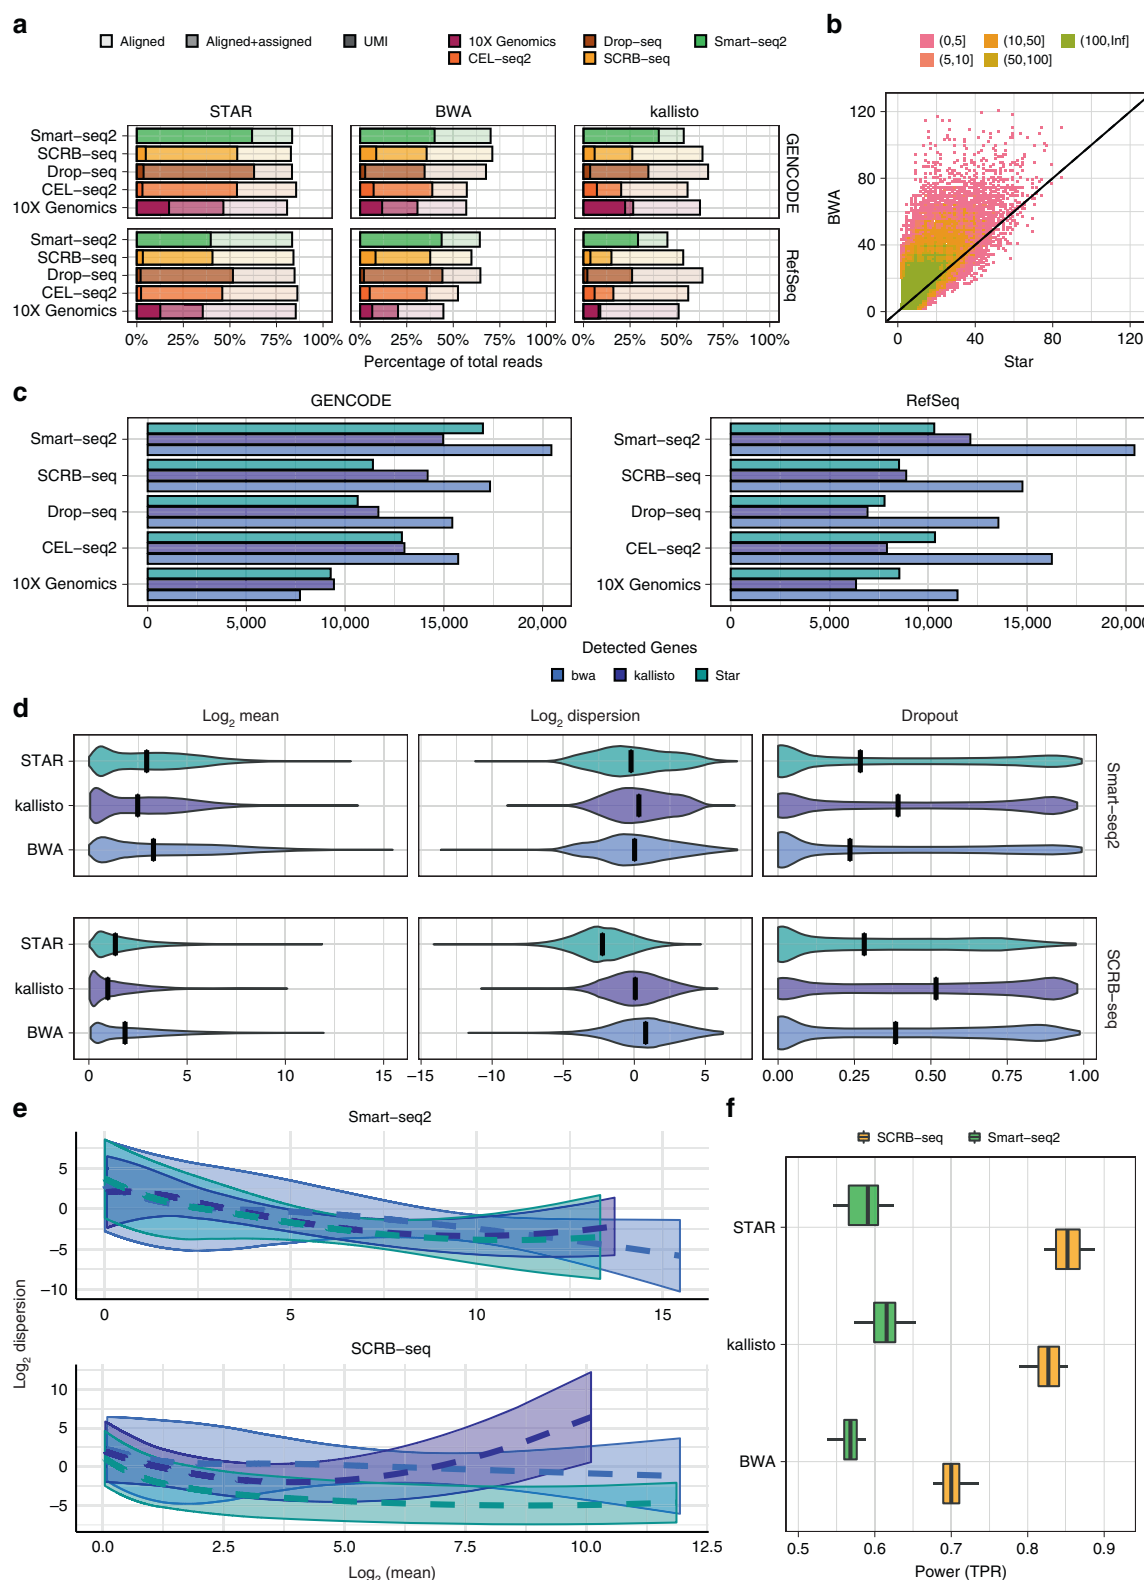 a
Aligned Aligned+assigned UMI 10X Genomics Drop-seq Smart-seq2
CEL-seq2 SCRB-seq
STAR BWA kallisto
Smart-seq2
SCRB-seq
Drop-seq
CEL-seq2
10X Genomics
GENCODE
Smart-seq2
SCRB-seq
Drop-seq
CEL-seq2
10X Genomics
RefSeq
0% 25% 50% 75% 100% 0% 25% 50% 75% 100% 0% 25% 50% 75% 100%
Percentage of total reads
b
(0,5] (10,50] (100,Inf]
(5,10] (50,100]
120
80
40
0
BWA
0 40 80 120
Star
c
GENCODE RefSeq
Smart-seq2 Smart-seq2
SCRB-seq SCRB-seq
Drop-seq Drop-seq
CEL-seq2 CEL-seq2
10X Genomics 10X Genomics
0 5,000 10,000 15,000 20,000 0 5,000 10,000 15,000 20,000
Detected Genes
bwa kallisto Star
d
Log2 mean Log2 dispersion Dropout
STAR
kallisto
BWA
Smart-seq2
STAR
kallisto
BWA
SCRB-seq
0 5 10 15 −15 −10 −5 0 5 0.00 0.25 0.50 0.75 1.00
e
Smart-seq2
5
0
−5
−10
0 5 10 15
SCRB-seq
10
5
0
−5
0.0 2.5 5.0 7.5 10.0 12.5
Log2 dispersion
Log2 (mean)
f
SCRB-seq Smart-seq2
STAR
kallisto
BWA
0.5 0.6 0.7 0.8 0.9
Power (TPR)